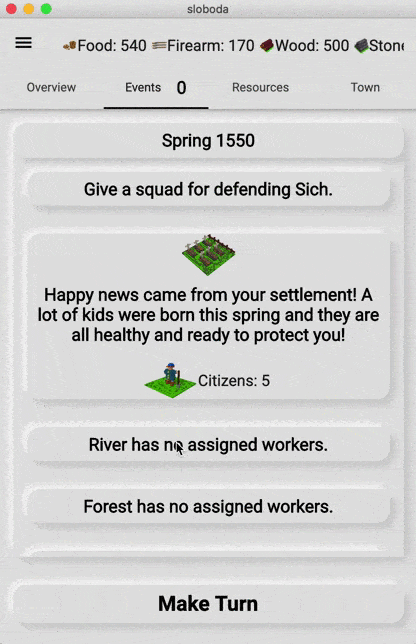 sloboda
Food: 540 Firearm: 170 Wood: 500 Stone
Overview Events 0 Resources Town
Spring 1550
Give a squad for defending Sich.
Happy news came from your settlement! A
lot of kids were born this spring and they are
all healthy and ready to protect you!
Citizens: 5
River has no assigned workers.
Forest has no assigned workers.
Make Turn